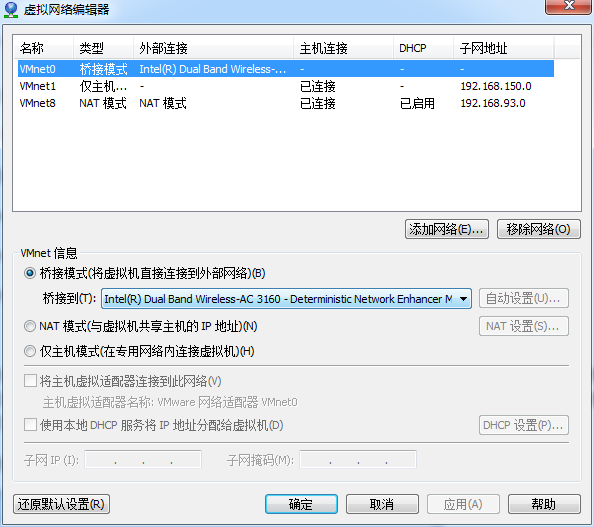 虚拟网络编辑器
名称 类型 外部连接 主机连接 DHCP 子网地址
VMnet0 桥接模式 Intel(R) Dual Band Wireless-... - - -
VMnet1 仅主机... - 已连接 - 192.168.150.0
VMnet8 NAT 模式 NAT 模式 已连接 已启用 192.168.93.0
添加网络(E)... 移除网络(O)
VMnet 信息
桥接模式(将虚拟机直接连接到外部网络)(B)
桥接到(T): Intel(R) Dual Band Wireless-AC 3160 - Deterministic Network Enhancer M 自动设置(U)...
NAT 模式(与虚拟机共享主机的 IP 地址)(N) NAT 设置(S)...
仅主机模式(在专用网络内连接虚拟机)(H)
将主机虚拟适配器连接到此网络(V)
主机虚拟适配器名称: VMware 网络适配器 VMnet0
使用本地 DHCP 服务将 IP 地址分配给虚拟机(D) DHCP 设置(P)...
子网 IP (I): . . . 子网掩码(M): . . .
还原默认设置(R) 确定 取消 应用(A) 帮助